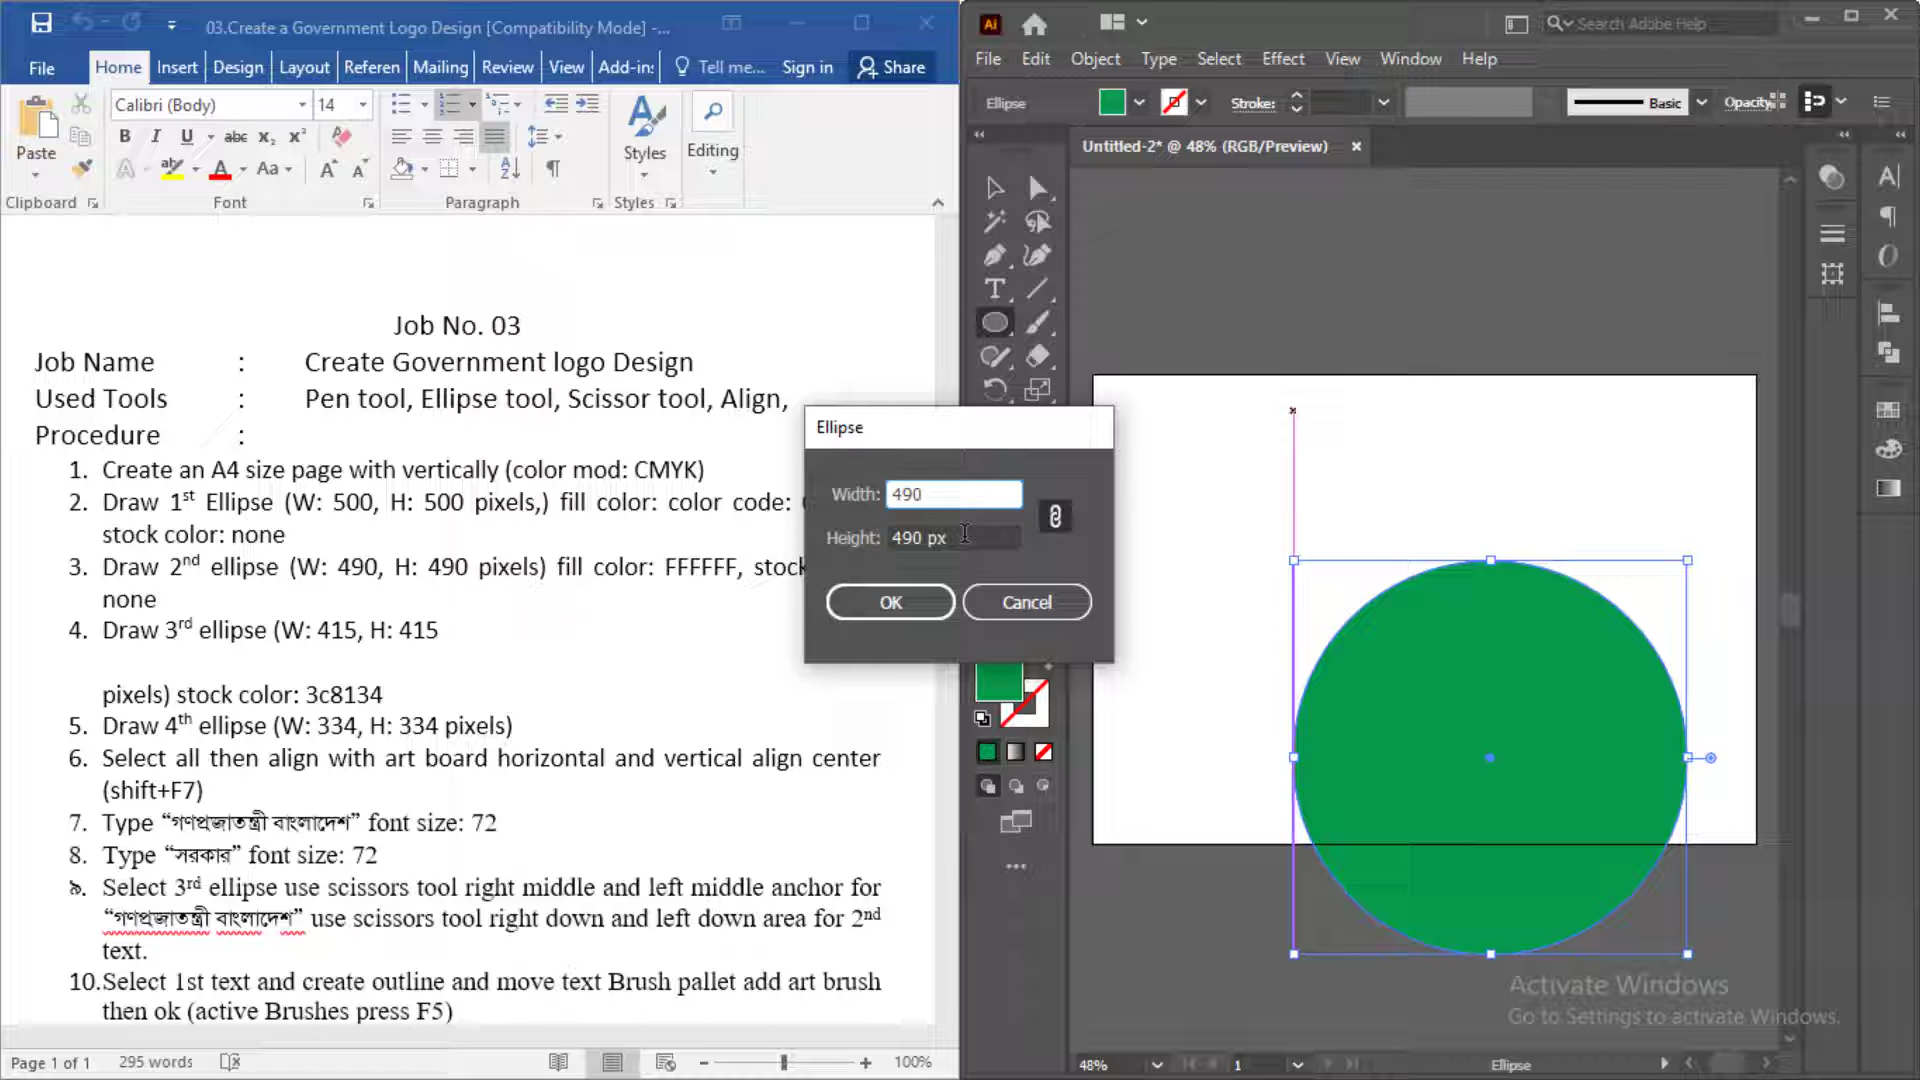 03.Create a Government Logo Design [Compatibility Mode] -...
File
Home
Insert
Design
Layout
Referen
Mailing
Review
View
Add-in:
Tell me...
Sign in
Share
Paste
Calibri (Body)
14
B I U abc x₂ x²
Aa
Styles
Editing
Clipboard
Font
Paragraph
Styles
Job No. 03
Job Name : Create Government logo Design
Used Tools : Pen tool, Ellipse tool, Scissor tool, Align,
Procedure :
1. Create an A4 size page with vertically (color mod: CMYK)
2. Draw 1st Ellipse (W: 500, H: 500 pixels,) fill color: color code:
stock color: none
3. Draw 2nd ellipse (W: 490, H: 490 pixels) fill color: FFFFFF, stock
none
4. Draw 3rd ellipse (W: 415, H: 415
pixels) stock color: 3c8134
5. Draw 4th ellipse (W: 334, H: 334 pixels)
6. Select all then align with art board horizontal and vertical align center
(shift+F7)
7. Type “গণপ্রজাতন্ত্রী বাংলাদেশ” font size: 72
8. Type “সরকার” font size: 72
৯. Select 3rd ellipse use scissors tool right middle and left middle anchor for
“গণপ্রজাতন্ত্রী বাংলাদেশ” use scissors tool right down and left down area for 2nd
text.
10.Select 1st text and create outline and move text Brush pallet add art brush
then ok (active Brushes press F5)
Page 1 of 1
295 words
100%
Ai
Search Adobe Help
File
Edit
Object
Type
Select
Effect
View
Window
Help
Ellipse
Stroke:
Basic
Opacity
Untitled-2* @ 48% (RGB/Preview)
Ellipse
Width: 490
Height: 490 px
OK
Cancel
Activate Windows
Go to Settings to activate Windows.
48%
1
Ellipse